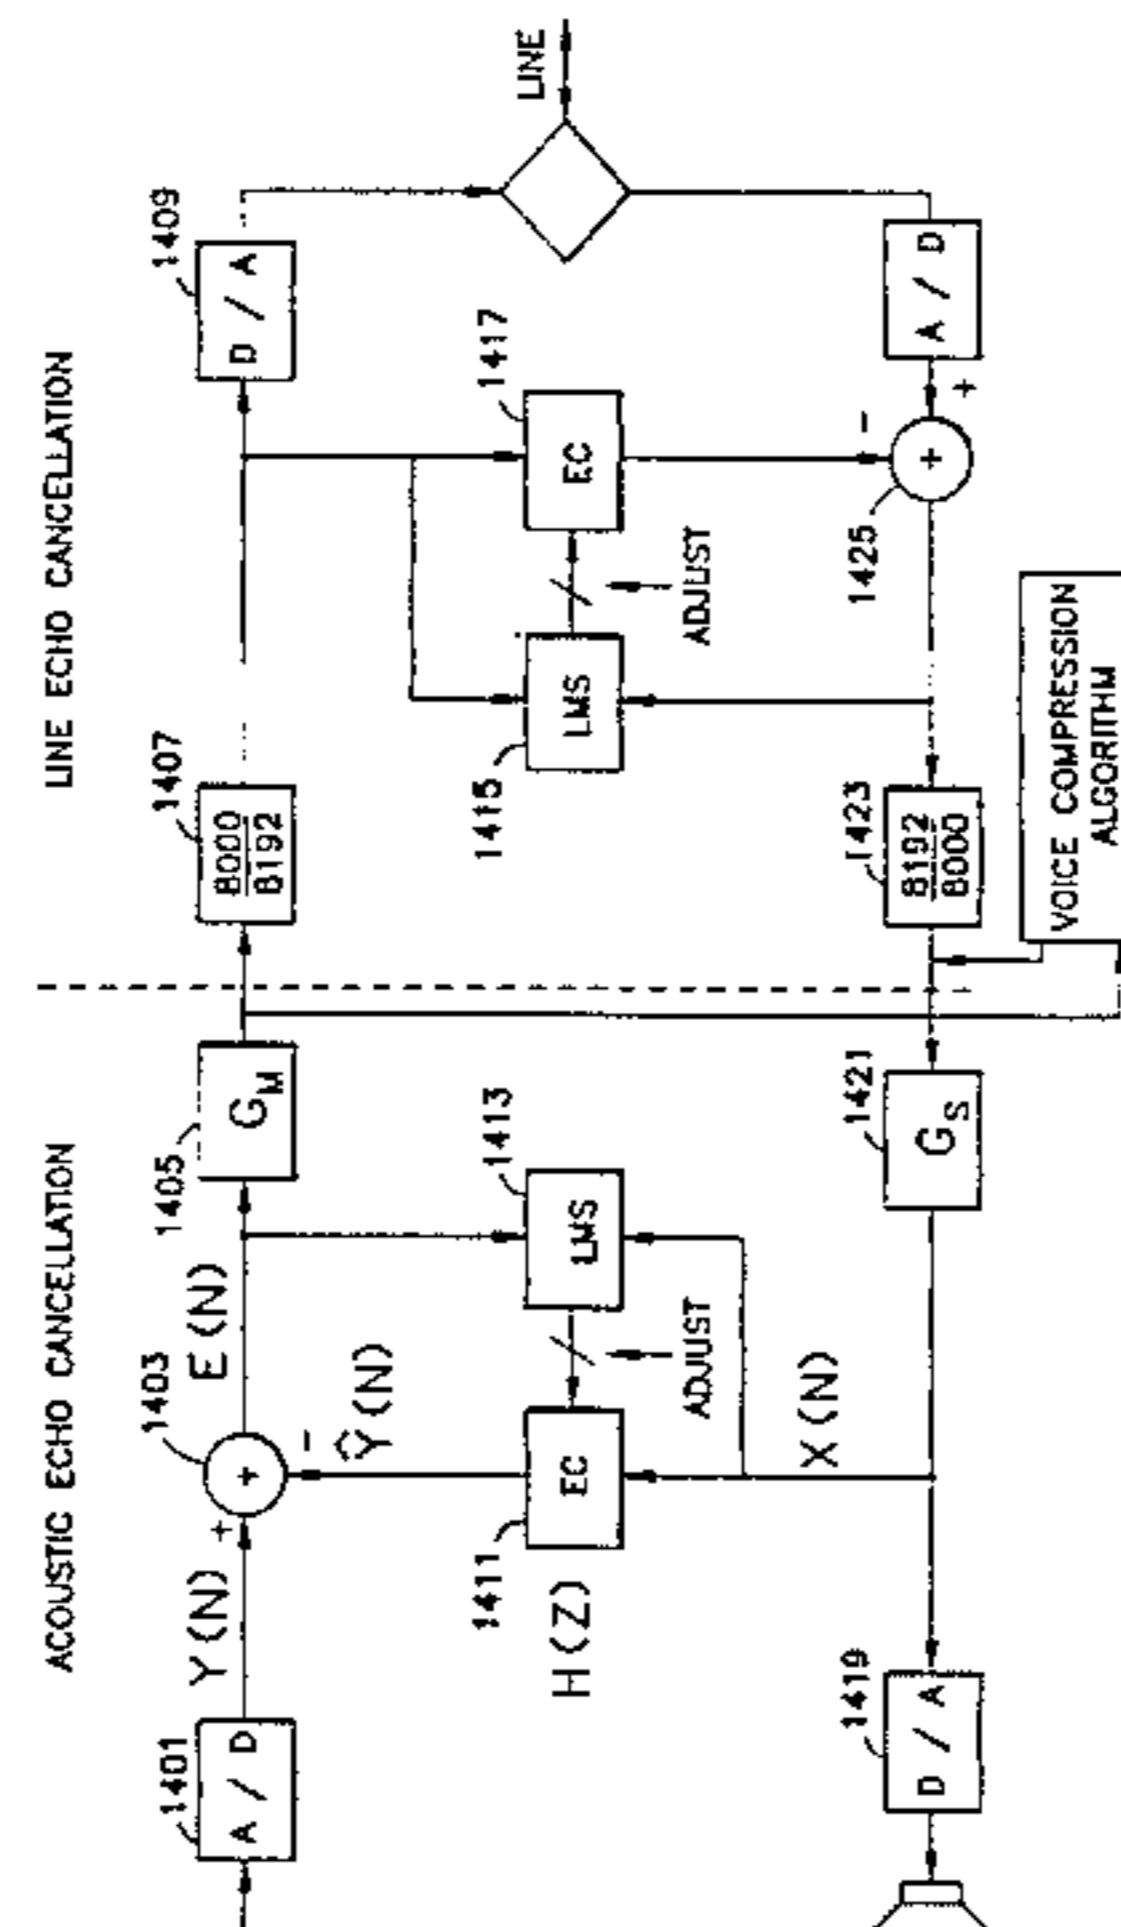 ACOUSTIC ECHO CANCELLATION
LINE ECHO CANCELLATION
1401
A / D
Y(N)
+
1403
+
-
E(N)
1405
G_M
1407
8000
8192
1409
D / A
Ŷ(N)
1411
EC
H(Z)
ADJUST
1413
LMS
1415
LMS
ADJUST
1417
EC
LINE
X(N)
1419
D / A
1421
G_S
1423
8192
8000
1425
+
-
+
A / D
VOICE COMPRESSION
ALGORITHM